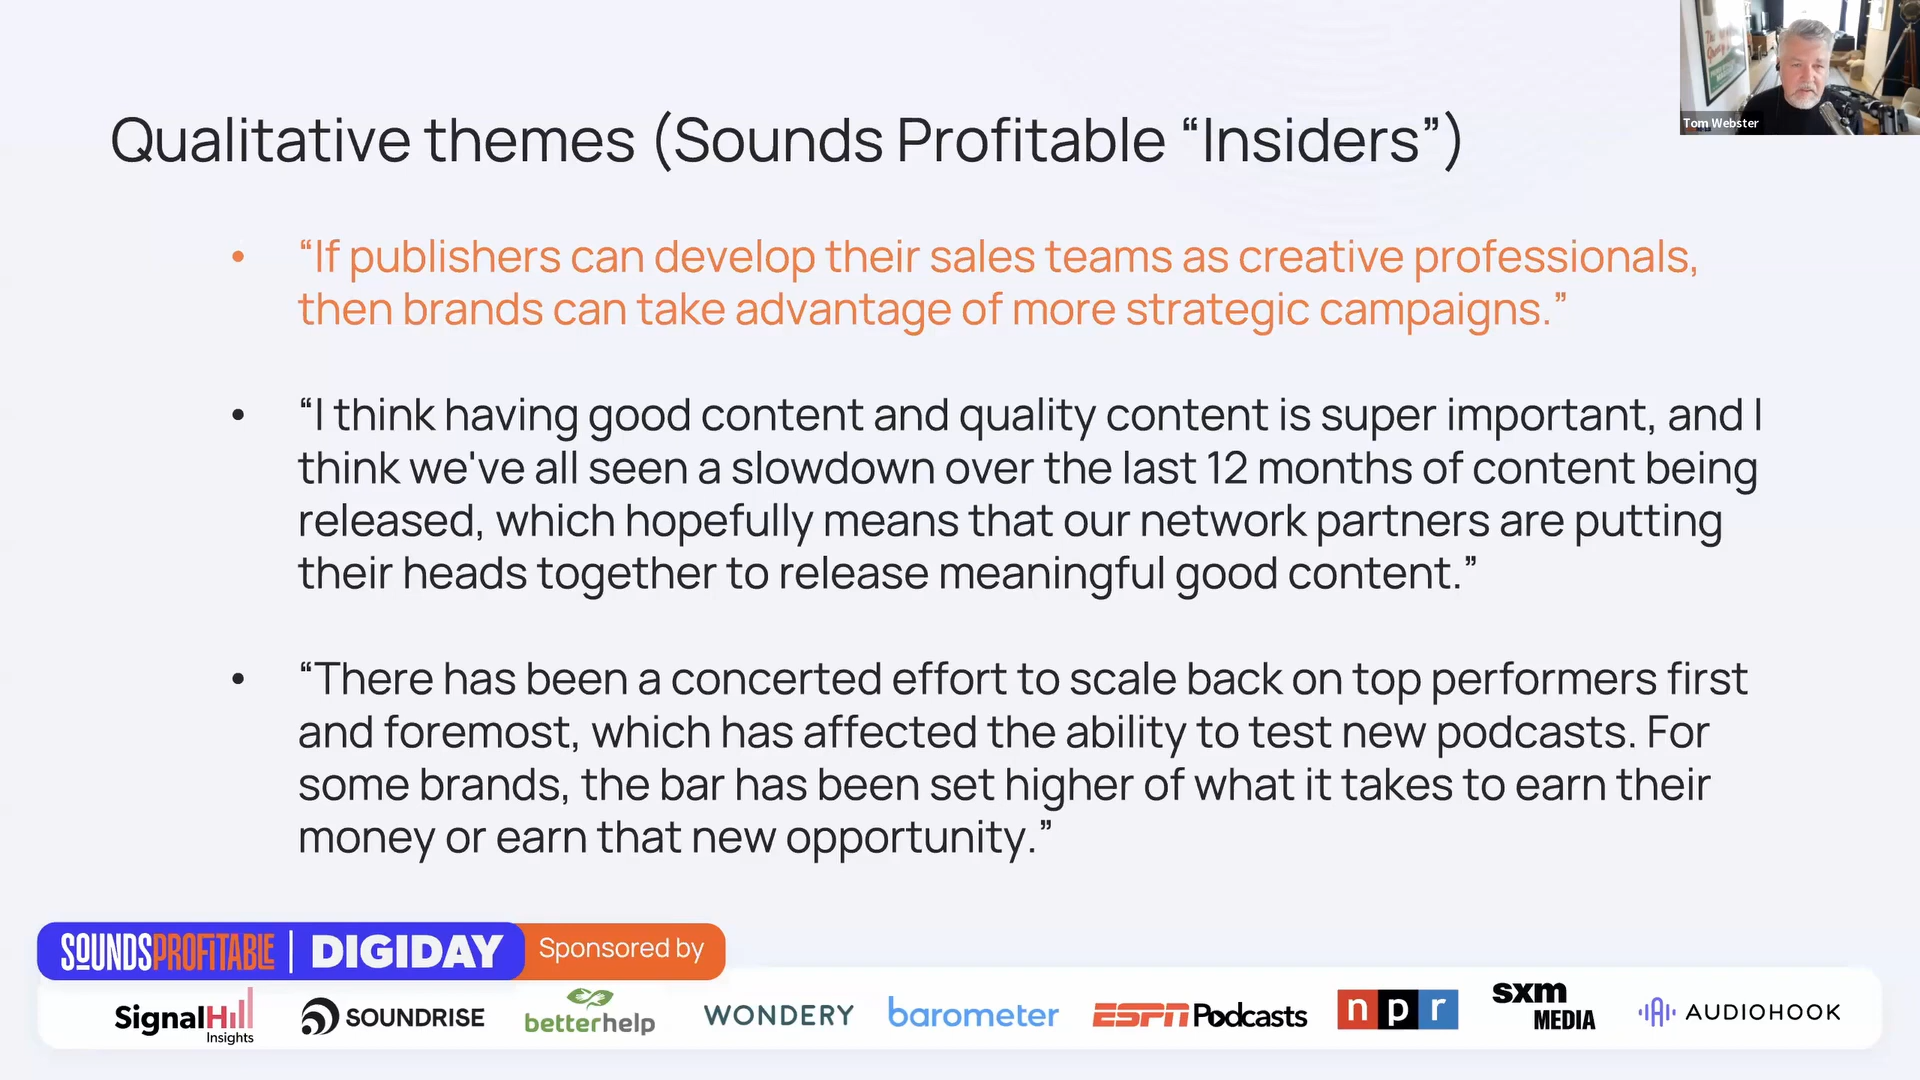 Qualitative themes (Sounds Profitable “Insiders”)
Tom Webster
• “If publishers can develop their sales teams as creative professionals,
then brands can take advantage of more strategic campaigns.”
• “I think having good content and quality content is super important, and I
think we've all seen a slowdown over the last 12 months of content being
released, which hopefully means that our network partners are putting
their heads together to release meaningful good content.”
• “There has been a concerted effort to scale back on top performers first
and foremost, which has affected the ability to test new podcasts. For
some brands, the bar has been set higher of what it takes to earn their
money or earn that new opportunity.”
SOUNDSPROFITABLE | DIGIDAY Sponsored by
SignalHill Insights
SOUNDRISE
betterhelp
WONDERY
barometer
ESPN Podcasts
npr
sxm MEDIA
AUDIOHOOK